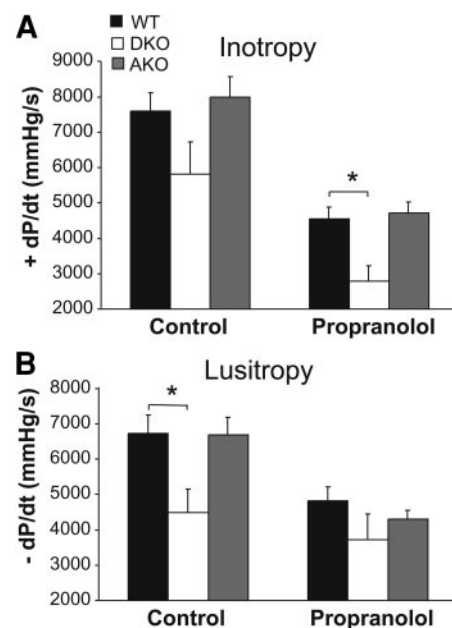 A
WT
DKO
AKO
Inotropy
+ dP/dt (mmHg/s)
9000
8000
7000
6000
5000
4000
3000
2000
*
Control Propranolol
B
Lusitropy
- dP/dt (mmHg/s)
8000
7000
6000
5000
4000
3000
2000
*
Control Propranolol